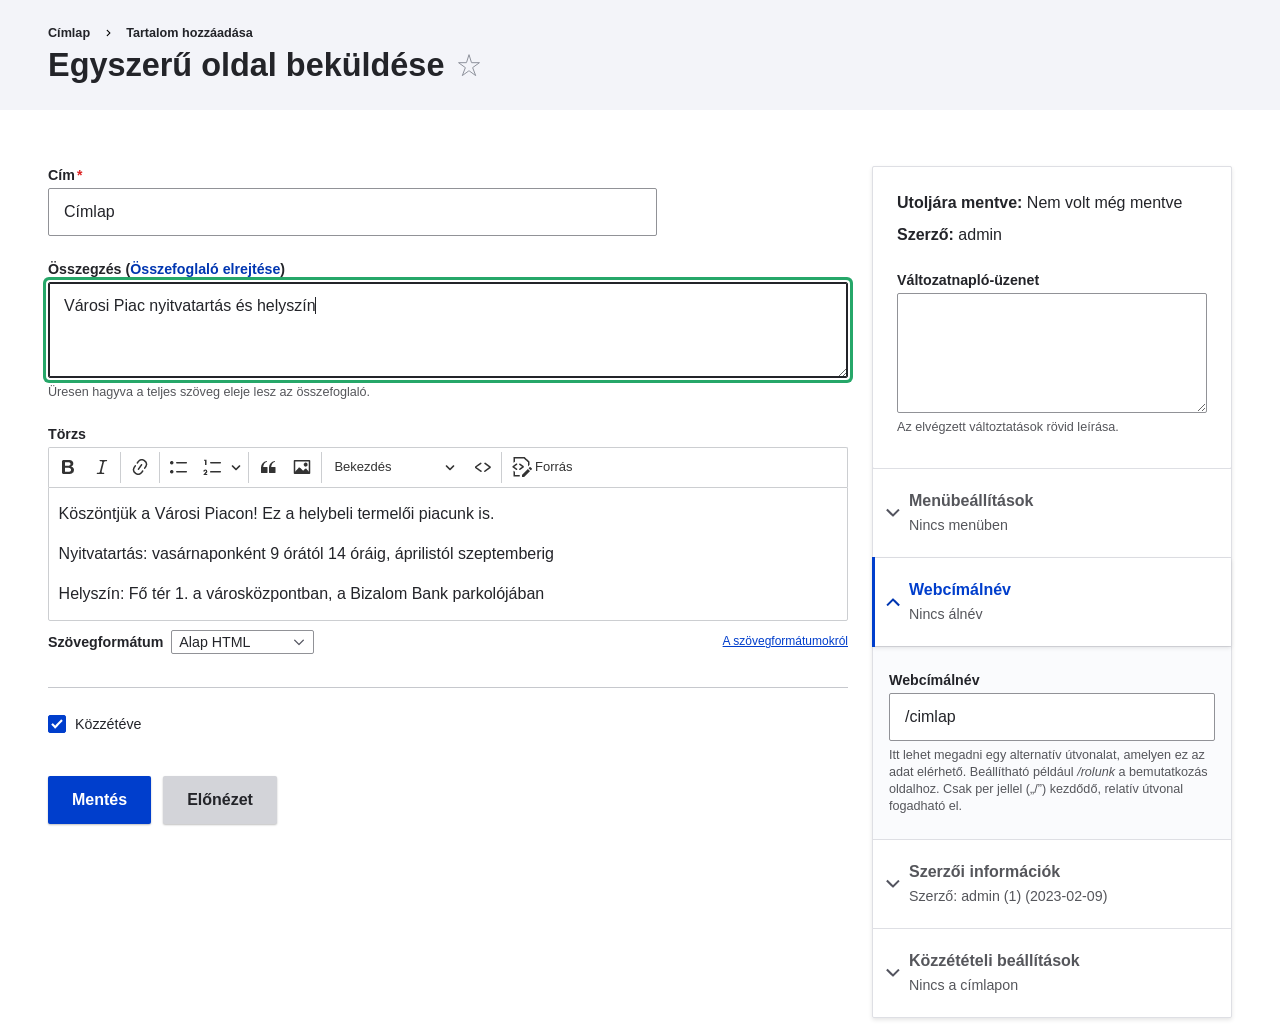 Címlap › Tartalom hozzáadása
Egyszerű oldal beküldése ☆
Cím*
Címlap
Összegzés (Összefoglaló elrejtése)
Városi Piac nyitvatartás és helyszín
Üresen hagyva a teljes szöveg eleje lesz az összefoglaló.
Törzs
B I Bekezdés Forrás
Köszöntjük a Városi Piacon! Ez a helybeli termelői piacunk is.
Nyitvatartás: vasárnaponként 9 órától 14 óráig, áprilistól szeptemberig
Helyszín: Fő tér 1. a városközpontban, a Bizalom Bank parkolójában
Szövegformátum Alap HTML A szövegformátumokról
Közzétéve
Mentés Előnézet
Utoljára mentve: Nem volt még mentve
Szerző: admin
Változatnapló-üzenet
Az elvégzett változtatások rövid leírása.
Menübeállítások
Nincs menüben
Webcímálnév
Nincs álnév
Webcímálnév
/cimlap
Itt lehet megadni egy alternatív útvonalat, amelyen ez az
adat elérhető. Beállítható például /rolunk a bemutatkozás
oldalhoz. Csak per jellel („/”) kezdődő, relatív útvonal
fogadható el.
Szerzői információk
Szerző: admin (1) (2023-02-09)
Közzétételi beállítások
Nincs a címlapon